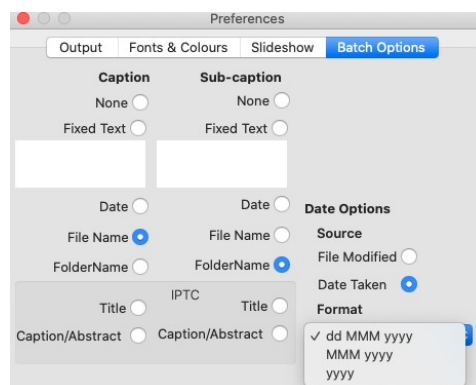 Preferences
Output Fonts & Colours Slideshow Batch Options
Caption Sub-caption
None None
Fixed Text Fixed Text
Date Date Date Options
File Name File Name Source
File Modified
FolderName FolderName
Date Taken
IPTC
Title Title Format
Caption/Abstract Caption/Abstract
✓ dd MMM yyyy
MMM yyyy
yyyy